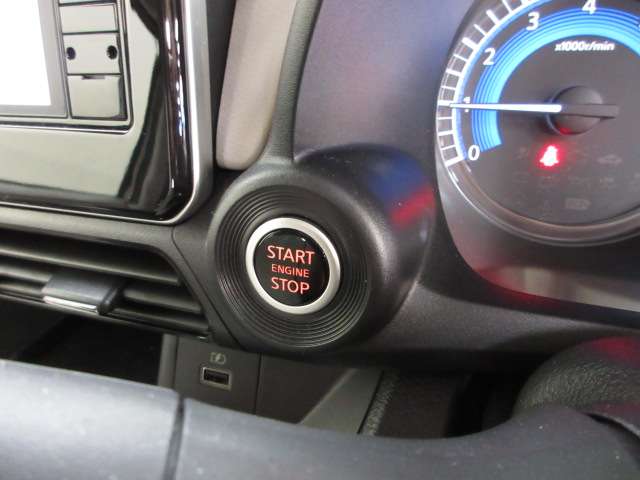 4
3
x1000r/min
2
1
0
START
ENGINE
STOP